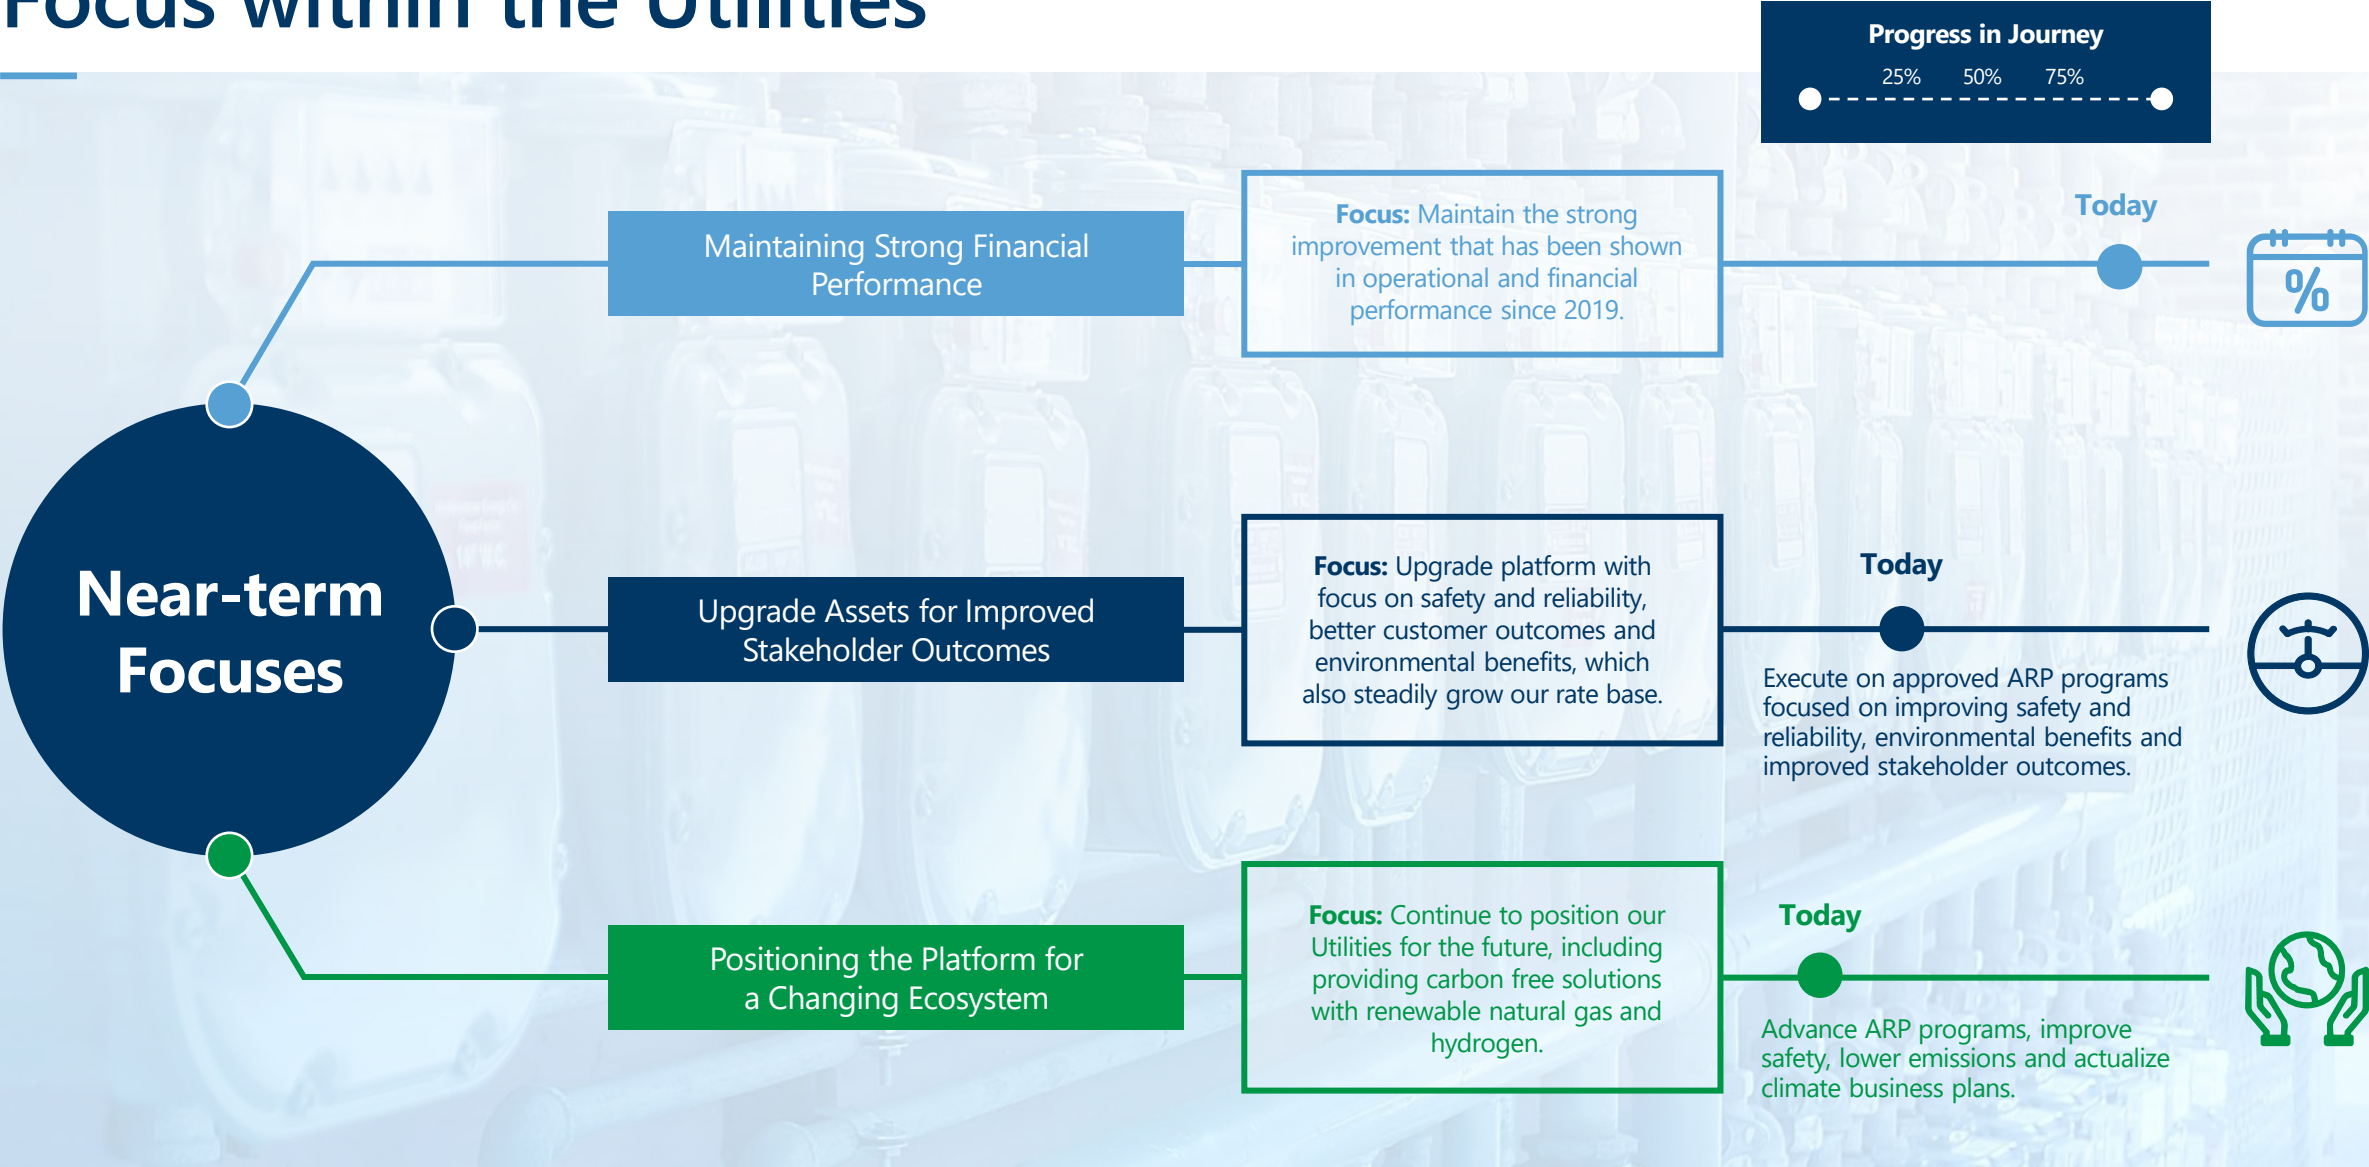 Focus within the Utilities
Progress in Journey
25% 50% 75%
Maintaining Strong Financial
Performance
Focus: Maintain the strong
improvement that has been shown
in operational and financial
performance since 2019.
Today
%
Near-term
Focuses
Upgrade Assets for Improved
Stakeholder Outcomes
Focus: Upgrade platform with
focus on safety and reliability,
better customer outcomes and
environmental benefits, which
also steadily grow our rate base.
Today
Execute on approved ARP programs
focused on improving safety and
reliability, environmental benefits and
improved stakeholder outcomes.
Positioning the Platform for
a Changing Ecosystem
Focus: Continue to position our
Utilities for the future, including
providing carbon free solutions
with renewable natural gas and
hydrogen.
Today
Advance ARP programs, improve
safety, lower emissions and actualize
climate business plans.